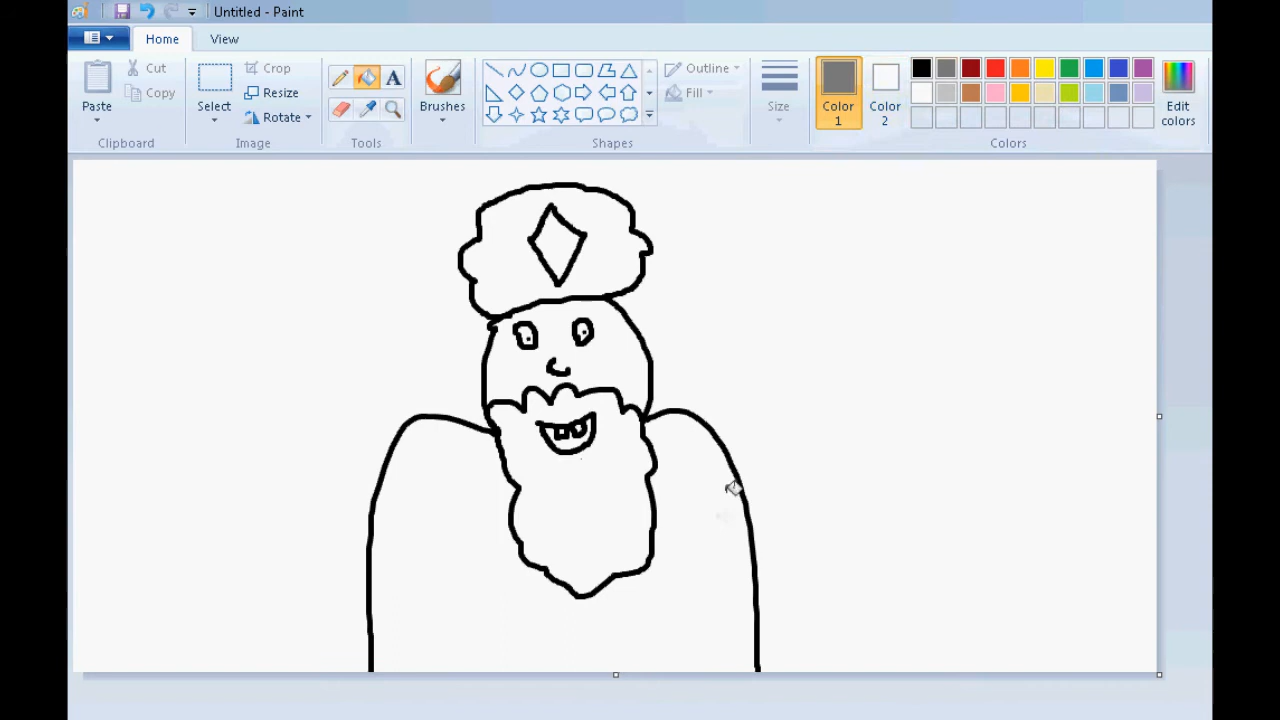 Untitled - Paint
Home View
Paste
Cut
Copy
Clipboard
Select
Crop
Resize
Rotate
Image
A
Tools
Brushes
Outline
Fill
Shapes
Size
Color 1
Color 2
Edit colors
Colors